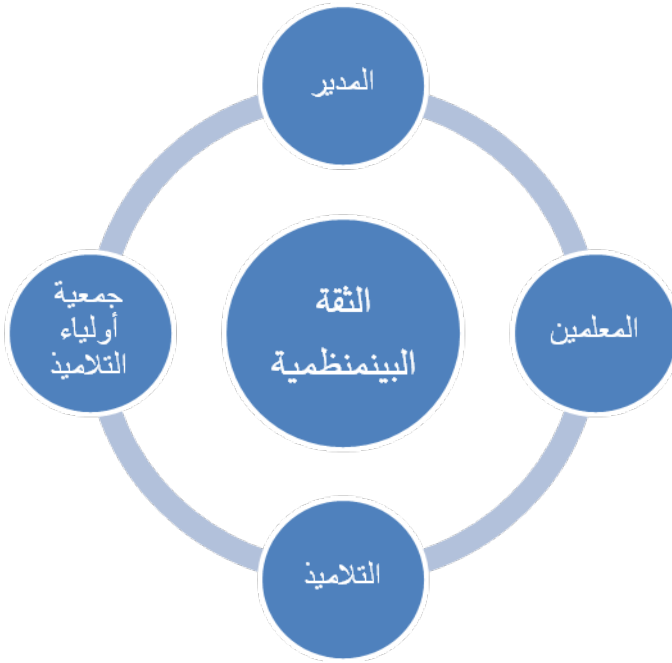 المدير
جمعية
أولياء
التلاميذ
الثقة
البينمنظمية
المعلمين
التلاميذ